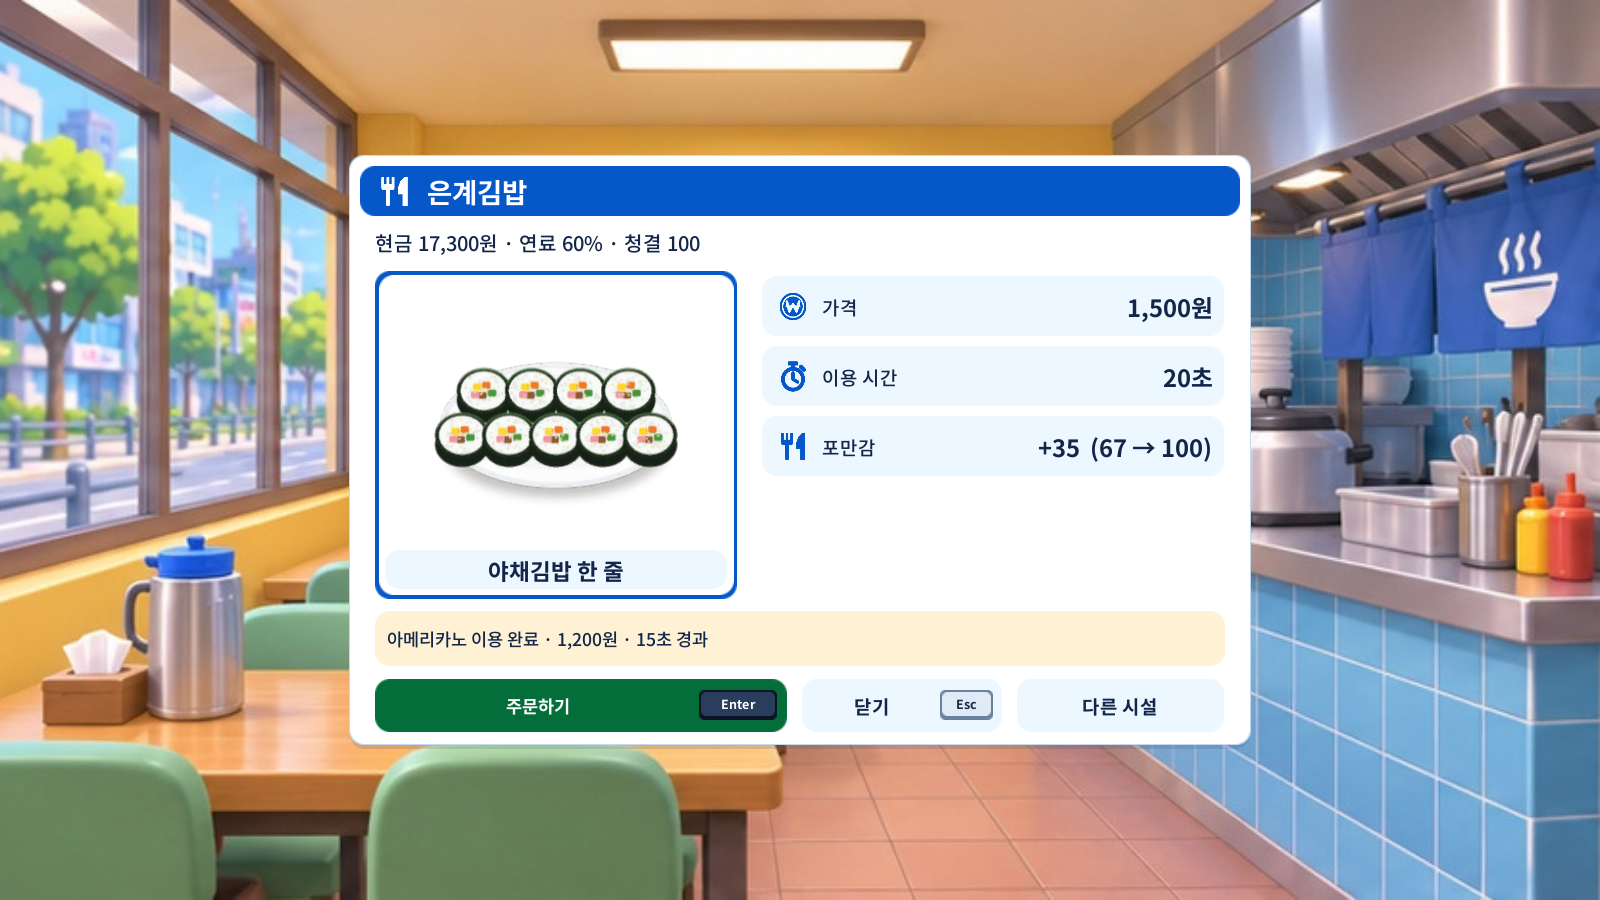 은계김밥
현금 17,300원 · 연료 60% · 청결 100
가격 1,500원
이용 시간 20초
포만감 +35 (67 → 100)
야채김밥 한 줄
아메리카노 이용 완료 · 1,200원 · 15초 경과
주문하기 Enter
닫기 Esc
다른 시설